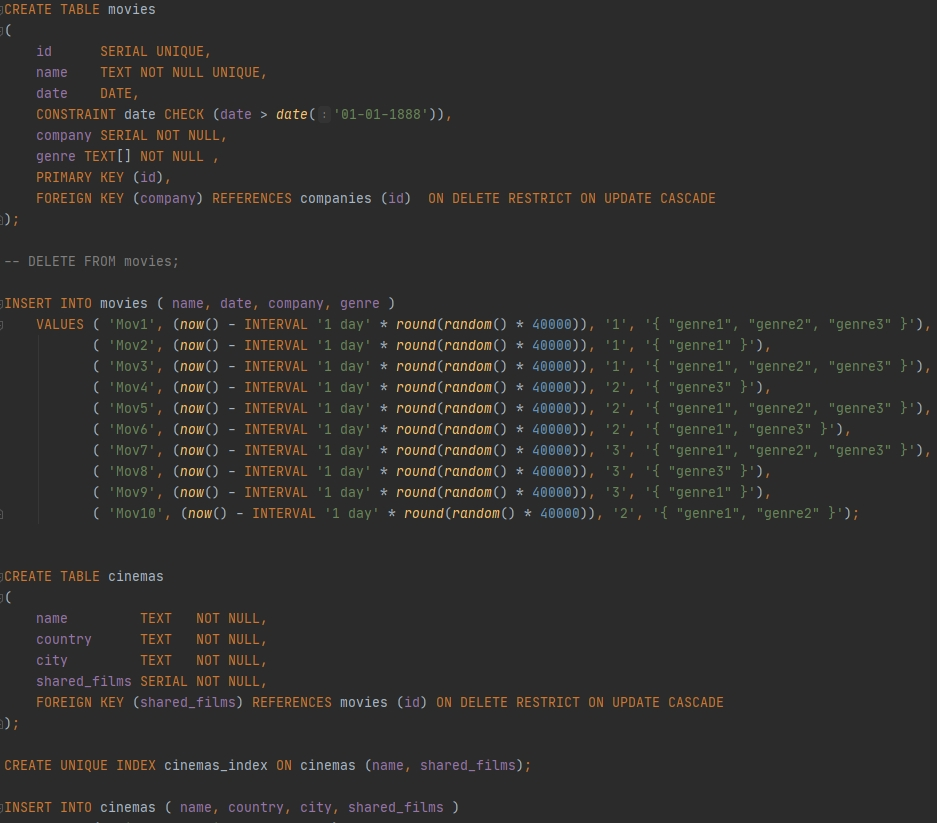 CREATE TABLE movies
(
    id      SERIAL UNIQUE,
    name    TEXT NOT NULL UNIQUE,
    date    DATE,
    CONSTRAINT date CHECK (date > date( : '01-01-1888')),
    company SERIAL NOT NULL,
    genre TEXT[] NOT NULL ,
    PRIMARY KEY (id),
    FOREIGN KEY (company) REFERENCES companies (id)  ON DELETE RESTRICT ON UPDATE CASCADE
);
-- DELETE FROM movies;
INSERT INTO movies ( name, date, company, genre )
    VALUES ( 'Mov1', (now() - INTERVAL '1 day' * round(random() * 40000)), '1', '{ "genre1", "genre2", "genre3" }'),
           ( 'Mov2', (now() - INTERVAL '1 day' * round(random() * 40000)), '1', '{ "genre1" }'),
           ( 'Mov3', (now() - INTERVAL '1 day' * round(random() * 40000)), '1', '{ "genre1", "genre2", "genre3" }'),
           ( 'Mov4', (now() - INTERVAL '1 day' * round(random() * 40000)), '2', '{ "genre3" }'),
           ( 'Mov5', (now() - INTERVAL '1 day' * round(random() * 40000)), '2', '{ "genre1", "genre2", "genre3" }'),
           ( 'Mov6', (now() - INTERVAL '1 day' * round(random() * 40000)), '2', '{ "genre1", "genre3" }'),
           ( 'Mov7', (now() - INTERVAL '1 day' * round(random() * 40000)), '3', '{ "genre1", "genre2", "genre3" }'),
           ( 'Mov8', (now() - INTERVAL '1 day' * round(random() * 40000)), '3', '{ "genre3" }'),
           ( 'Mov9', (now() - INTERVAL '1 day' * round(random() * 40000)), '3', '{ "genre1" }'),
           ( 'Mov10', (now() - INTERVAL '1 day' * round(random() * 40000)), '2', '{ "genre1", "genre2" }');
CREATE TABLE cinemas
(
    name         TEXT   NOT NULL,
    country      TEXT   NOT NULL,
    city         TEXT   NOT NULL,
    shared_films SERIAL NOT NULL,
    FOREIGN KEY (shared_films) REFERENCES movies (id) ON DELETE RESTRICT ON UPDATE CASCADE
);
CREATE UNIQUE INDEX cinemas_index ON cinemas (name, shared_films);
INSERT INTO cinemas ( name, country, city, shared_films )